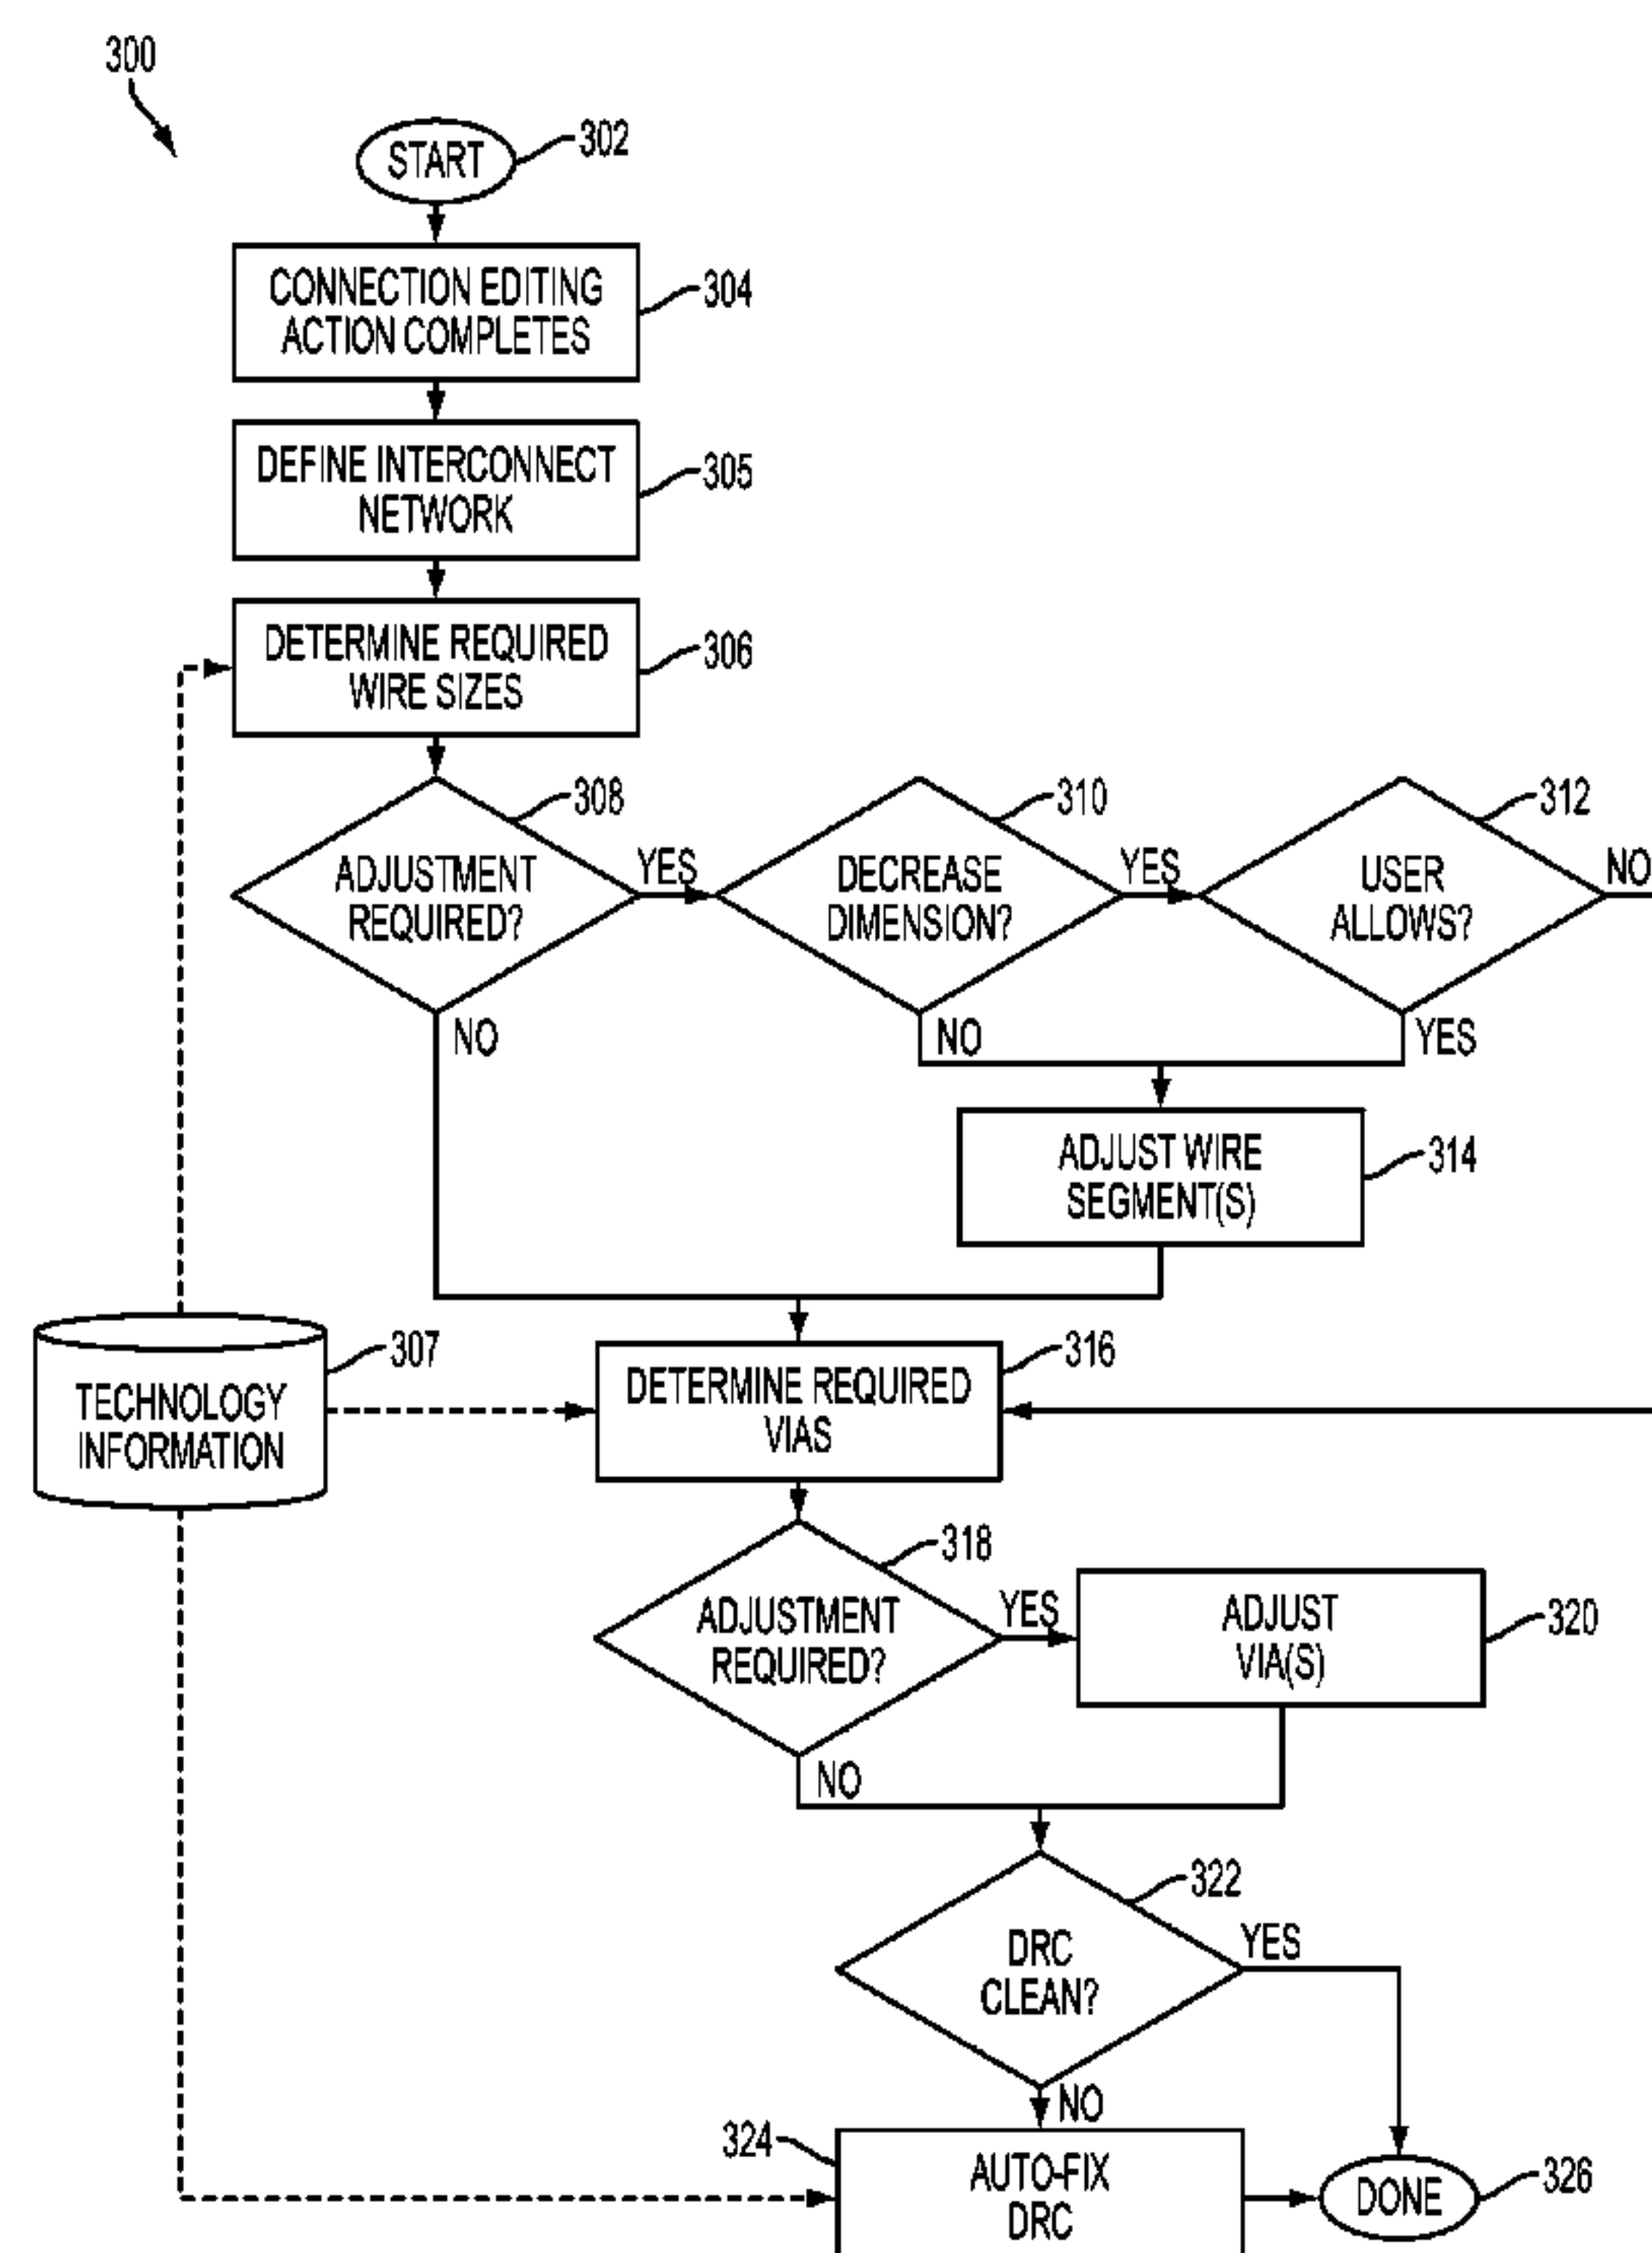 300
START
302
CONNECTION EDITING
ACTION COMPLETES
304
DEFINE INTERCONNECT
NETWORK
305
DETERMINE REQUIRED
WIRE SIZES
306
ADJUSTMENT
REQUIRED?
308
YES
NO
DECREASE
DIMENSION?
310
YES
NO
USER
ALLOWS?
312
NO
YES
ADJUST WIRE
SEGMENT(S)
314
TECHNOLOGY
INFORMATION
307
DETERMINE REQUIRED
VIAS
316
ADJUSTMENT
REQUIRED?
318
YES
NO
ADJUST
VIA(S)
320
DRC
CLEAN?
322
YES
NO
324
AUTO-FIX
DRC
DONE
326